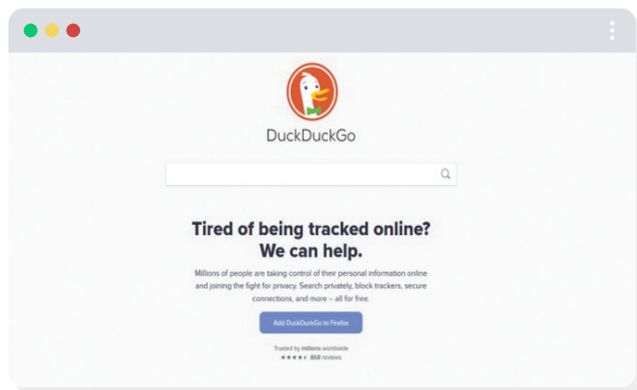 DuckDuckGo
Tired of being tracked online?
We can help.
Millions of people are taking control of their personal information online
and joining the fight for privacy. Search privately, block trackers, secure
connections, and more – all for free.
Add DuckDuckGo to Firefox
Trusted by millions worldwide
868 reviews